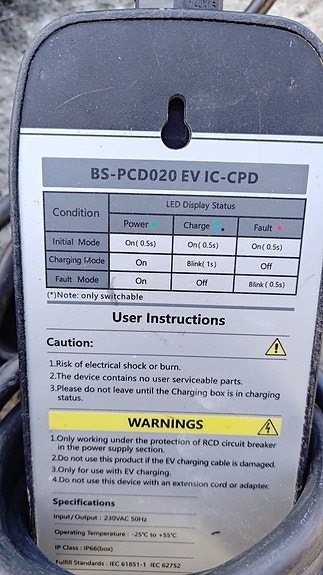 BS-PCD020 EV IC-CPD
Condition
LED Display Status
Power Charge Fault
Initial Mode On( 0.5s) On( 0.5s) On( 0.5s)
Charging Mode On Blink( 1s) Off
Fault Mode On Off Blink( 0.5s)
(*)Note: only switchable
User Instructions
Caution:
1.Risk of electrical shock or burn.
2.The device contains no user serviceable parts.
3.Please do not leave until the Charging box is in charging
status.
WARNINGS
1.Only working under the protection of RCD circuit breaker
in the power supply section.
2.Do not use this product if the EV charging cable is damaged.
3.Only for use with EV charging.
4.Do not use this device with an extension cord or adapter.
Specifications
Input/Output : 230VAC 50Hz
Operating Temperature : -25°C to +55°C
IP Class : IP66(box)
Fulfill Standards : IEC 61851-1 IEC 62752